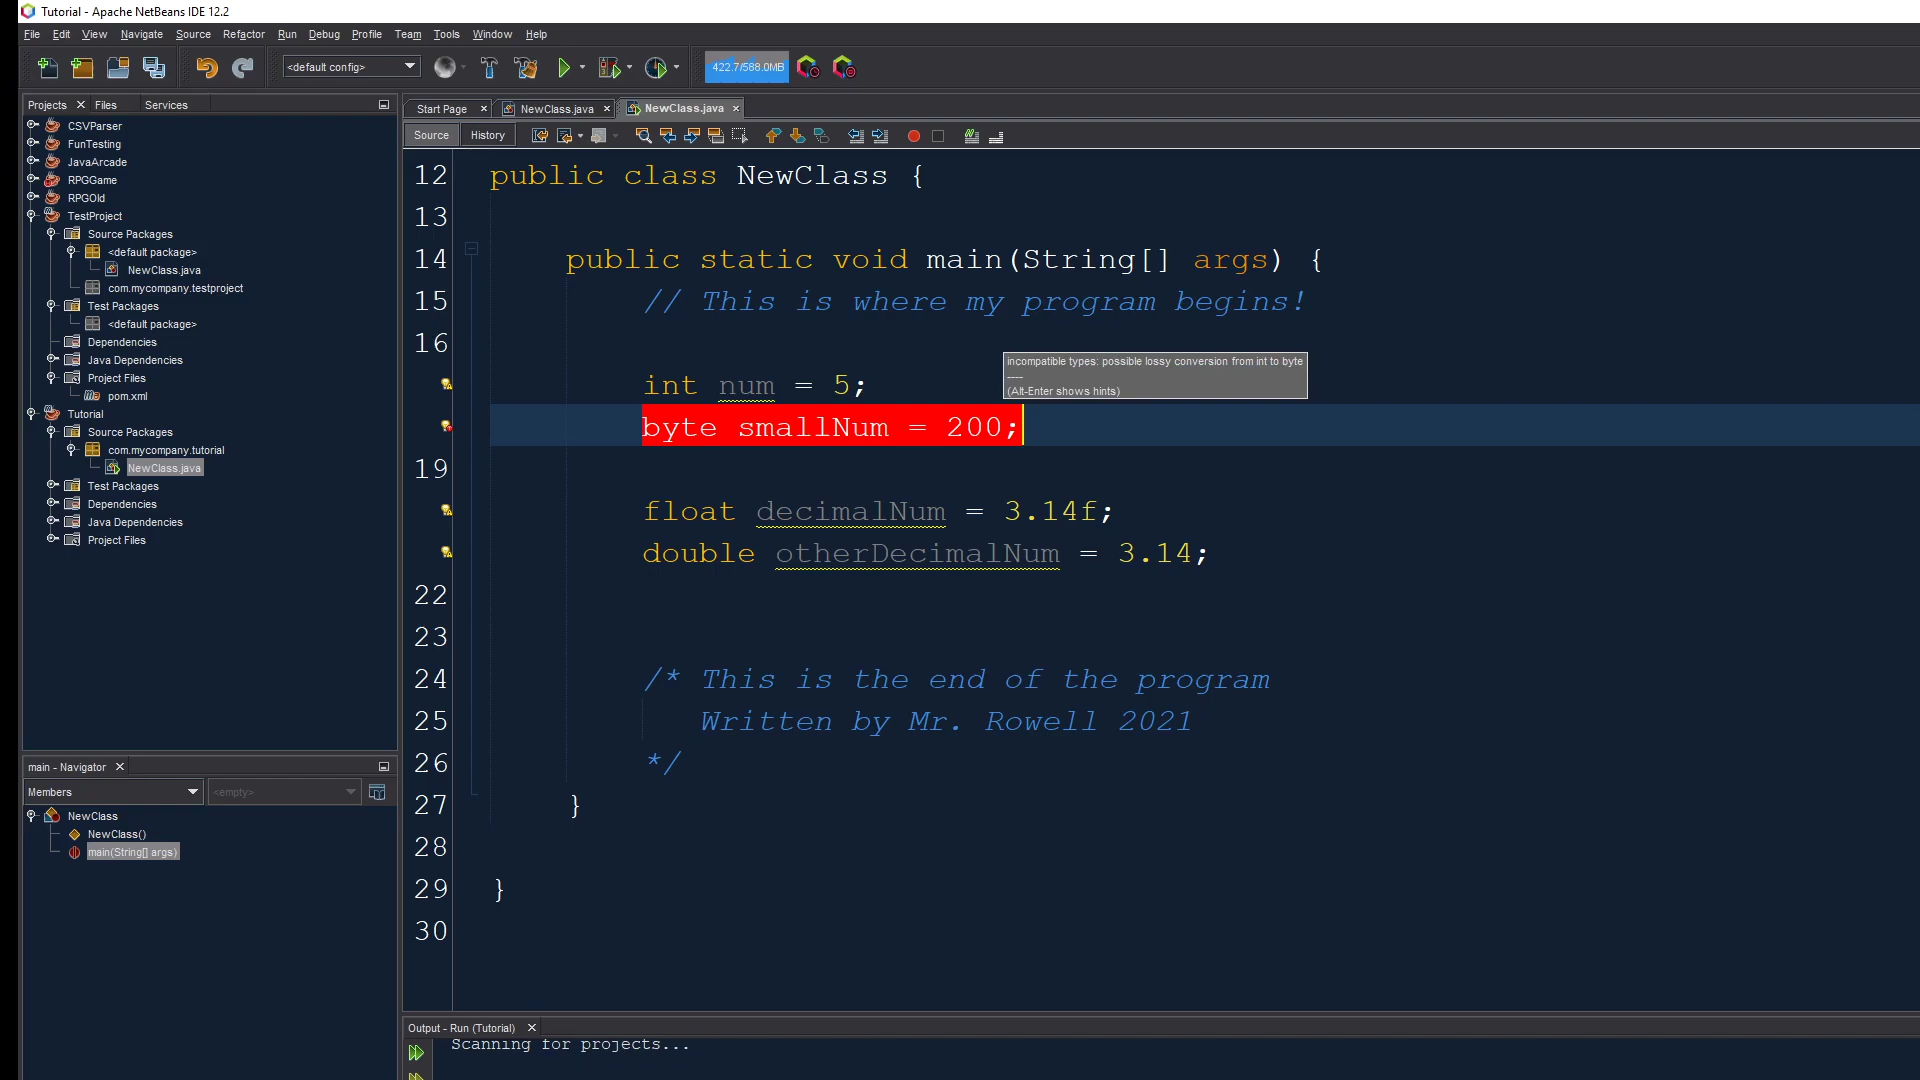 Tutorial - Apache NetBeans IDE 12.2
File Edit View Navigate Source Refactor Run Debug Profile Team Tools Window Help
<default config>
422.7/588.0MB
Projects Files Services
CSVParser
FunTesting
JavaArcade
RPGGame
RPGOld
TestProject
Source Packages
<default package>
NewClass.java
com.mycompany.testproject
Test Packages
<default package>
Dependencies
Java Dependencies
Project Files
pom.xml
Tutorial
Source Packages
com.mycompany.tutorial
NewClass.java
Test Packages
Dependencies
Java Dependencies
Project Files
main - Navigator
Members <empty>
NewClass
NewClass()
main(String[] args)
Start Page NewClass.java NewClass.java
Source History
12 public class NewClass {
13
14 public static void main(String[] args) {
15 // This is where my program begins!
16
int num = 5;
byte smallNum = 200;
incompatible types: possible lossy conversion from int to byte
----
(Alt-Enter shows hints)
19
float decimalNum = 3.14f;
double otherDecimalNum = 3.14;
22
23
24 /* This is the end of the program
25 Written by Mr. Rowell 2021
26 */
27 }
28
29 }
30
Output - Run (Tutorial)
Scanning for projects...